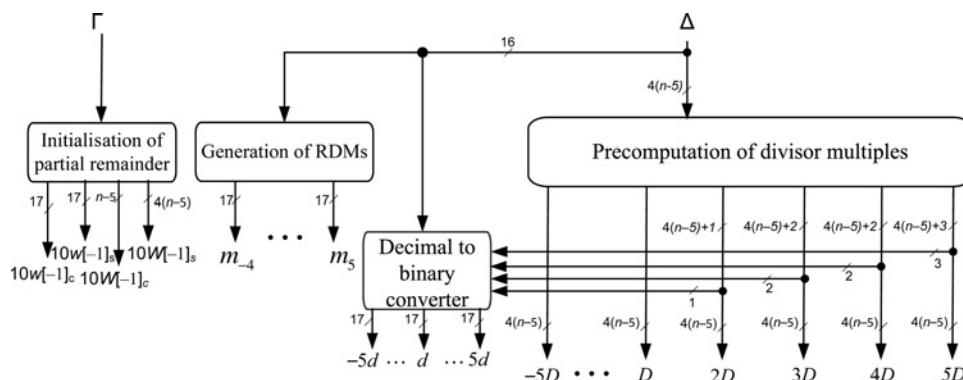 Γ
Δ
16
4(n-5)
Initialisation of
partial remainder
Generation of RDMs
Precomputation of divisor multiples
17
17
n–5
4(n–5)
17
17
4(n–5)+1
4(n–5)+2
4(n–5)+2
4(n–5)+3
10w[−1]s
10W[−1]s
10w[−1]c
10W[−1]c
m−4
• • •
m5
Decimal to
binary
converter
3
2
2
1
17
17
17
4(n–5)
4(n–5)
4(n–5)
4(n–5)
4(n–5)
4(n–5)
−5d ... d ... 5d
−5D • • • D 2D 3D 4D 5D